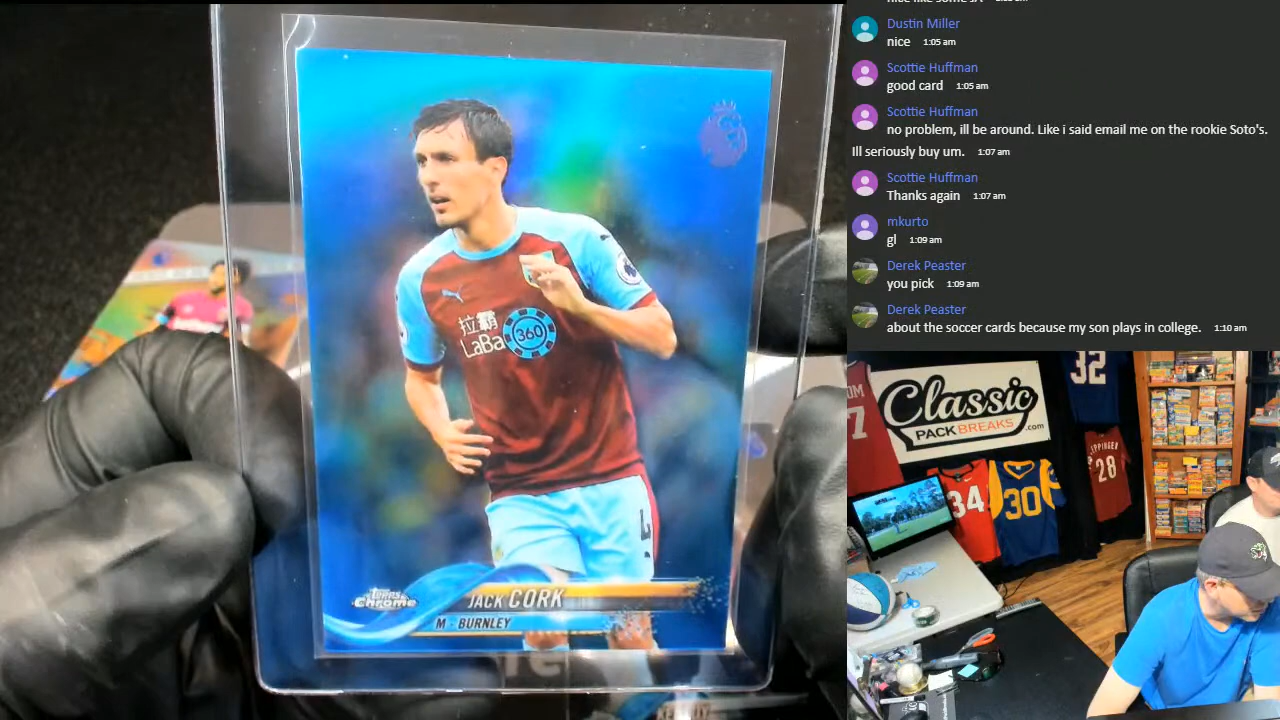 拉霸
LaBa
360
4
TOPPS
Chrome
JACK CORK
M - BURNLEY
Dustin Miller
nice 1:05 am
Scottie Huffman
good card 1:05 am
Scottie Huffman
no problem, ill be around. Like i said email me on the rookie Soto's.
Ill seriously buy um. 1:07 am
Scottie Huffman
Thanks again 1:07 am
mkurto
gl 1:09 am
Derek Peaster
you pick 1:09 am
Derek Peaster
about the soccer cards because my son plays in college. 1:10 am
Classic
PACK BREAKS.com
32
7
34
30
28